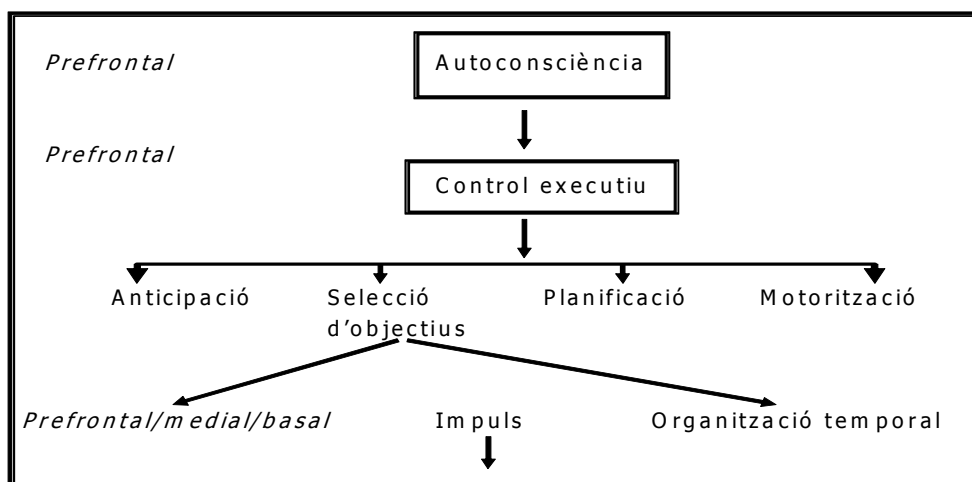 Prefrontal
Autoconsciència
Prefrontal
Control executiu
Anticipació
Selecció
d'objectius
Planificació
Motorització
Prefrontal/medial/basal
Impuls
Organització temporal